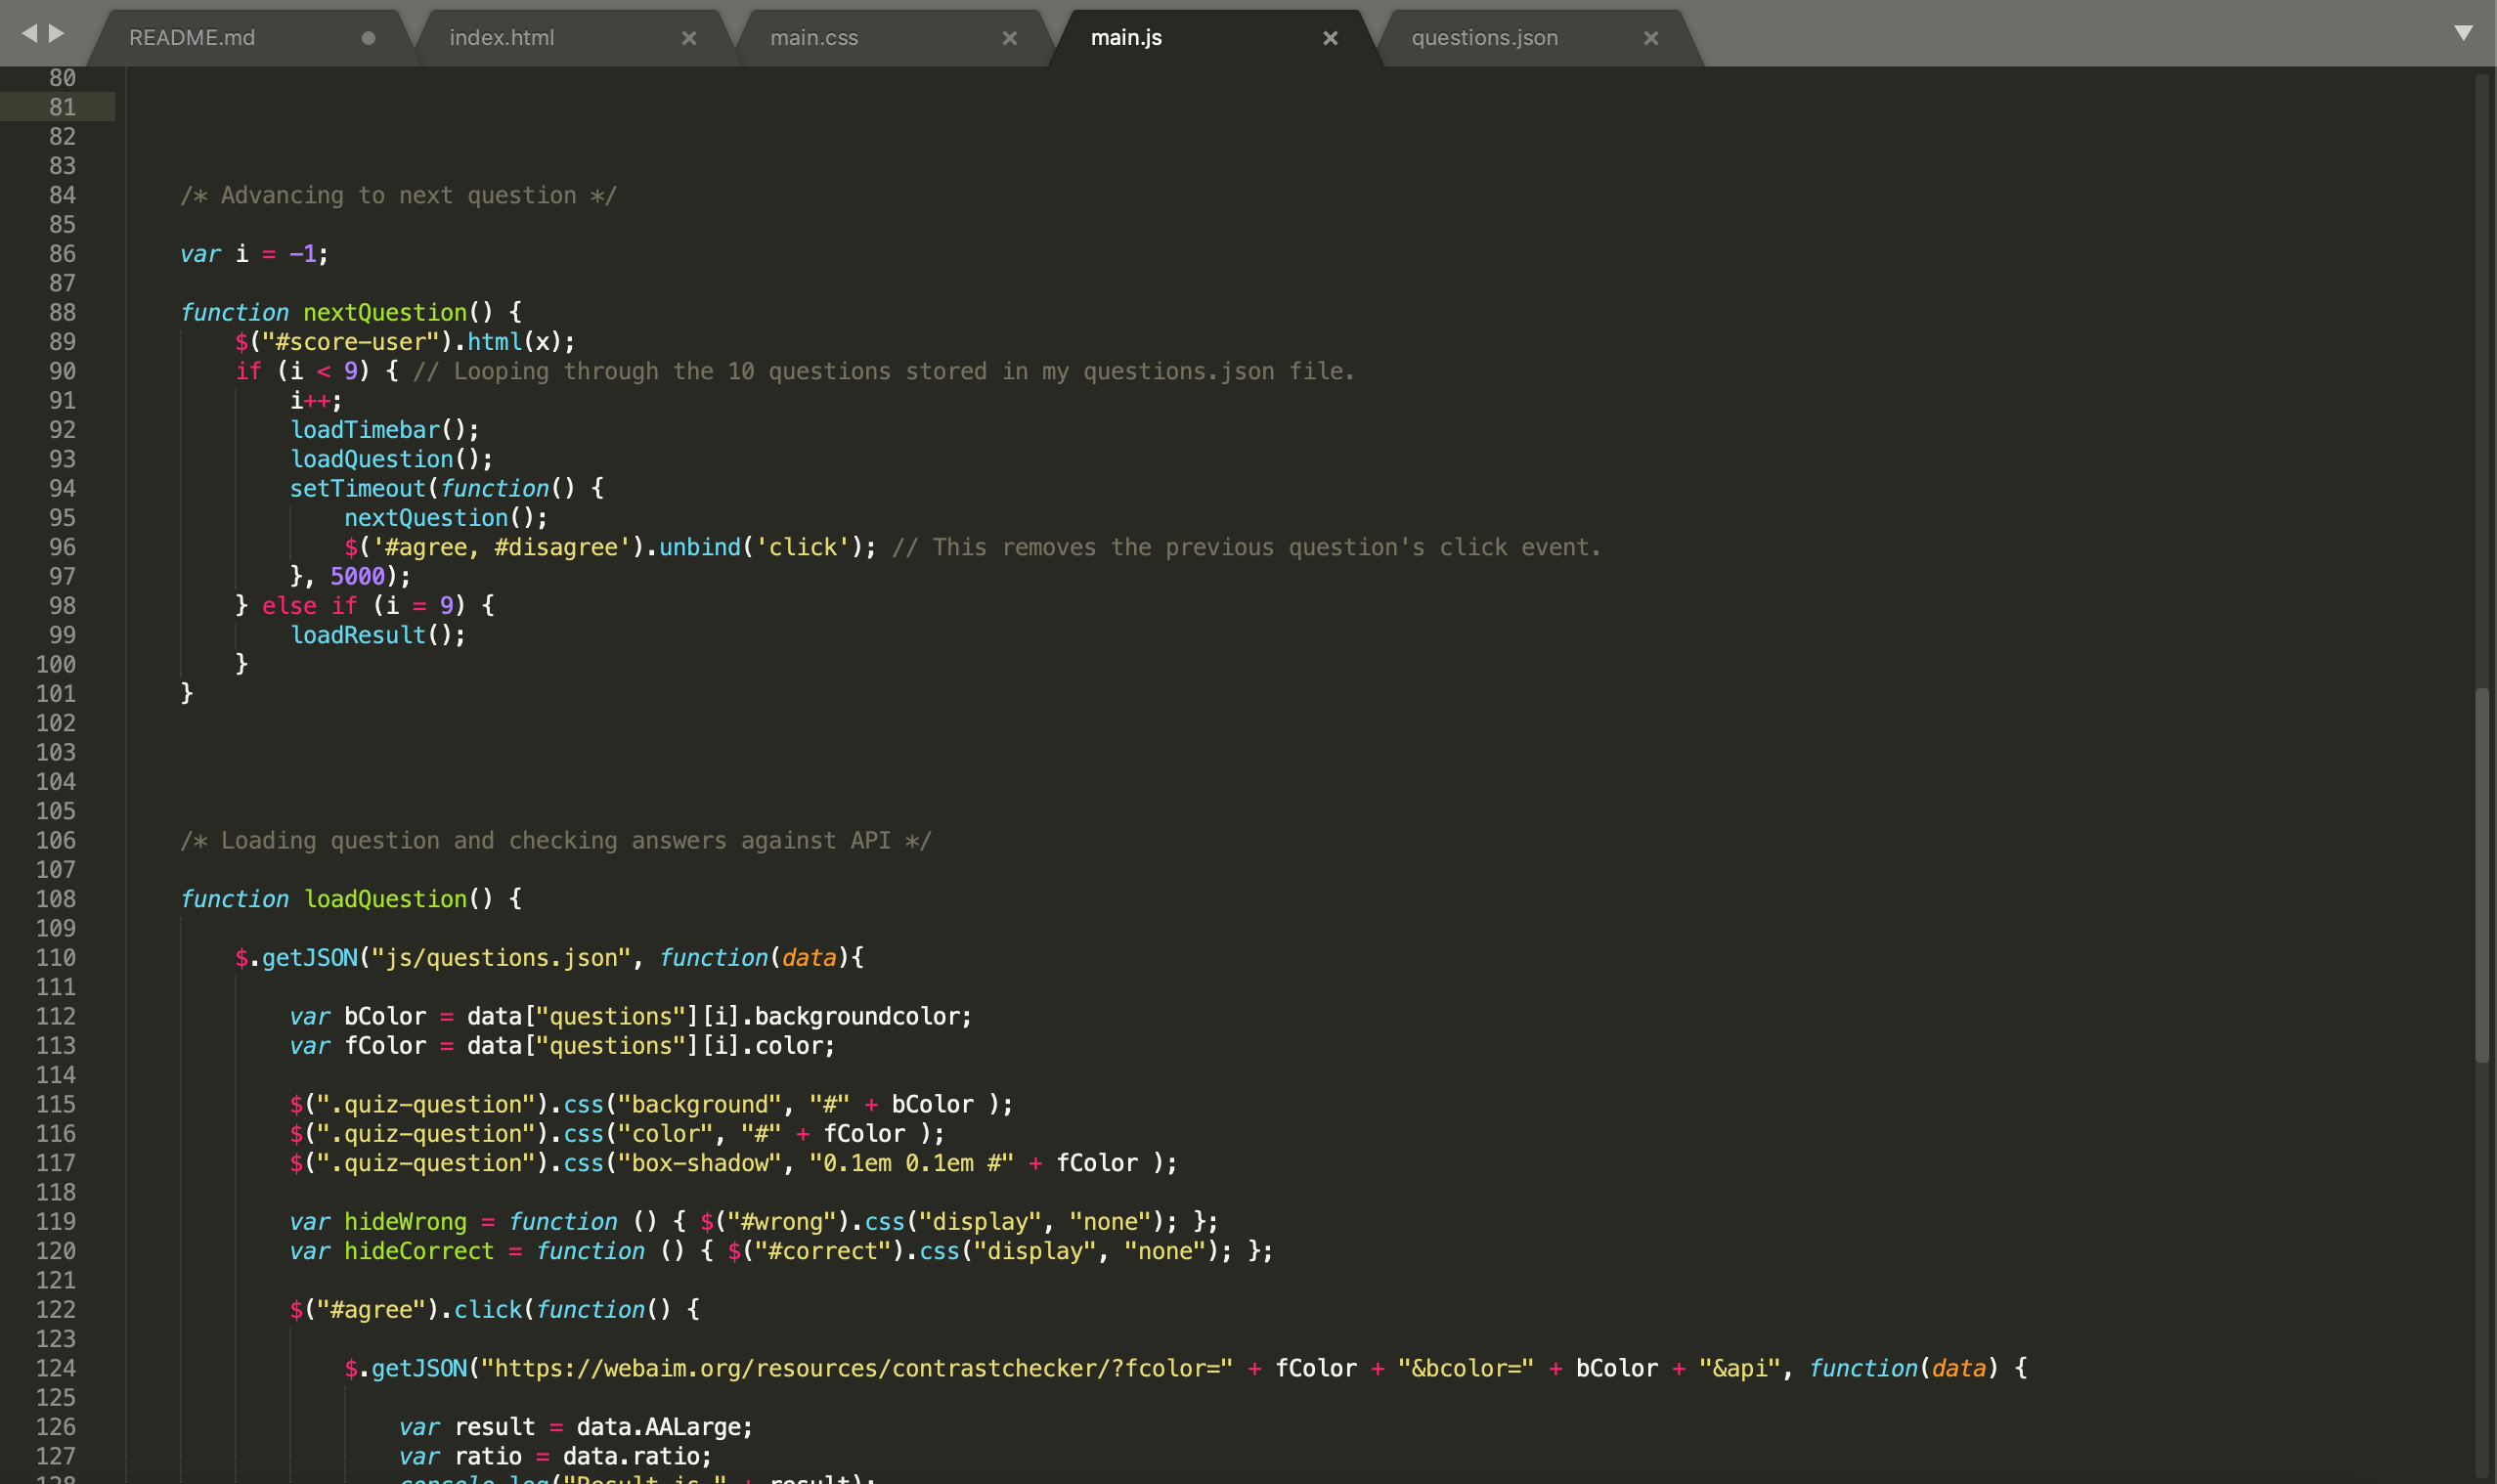 README.md index.html main.css main.js questions.json
80
81
82
83
84 /* Advancing to next question */
85
86 var i = -1;
87
88 function nextQuestion() {
89 $("#score-user").html(x);
90 if (i < 9) { // Looping through the 10 questions stored in my questions.json file.
91 i++;
92 loadTimebar();
93 loadQuestion();
94 setTimeout(function() {
95 nextQuestion();
96 $('#agree, #disagree').unbind('click'); // This removes the previous question's click event.
97 }, 5000);
98 } else if (i = 9) {
99 loadResult();
100 }
101 }
102
103
104
105
106 /* Loading question and checking answers against API */
107
108 function loadQuestion() {
109
110 $.getJSON("js/questions.json", function(data){
111
112 var bColor = data["questions"][i].backgroundcolor;
113 var fColor = data["questions"][i].color;
114
115 $(".quiz-question").css("background", "#" + bColor );
116 $(".quiz-question").css("color", "#" + fColor );
117 $(".quiz-question").css("box-shadow", "0.1em 0.1em #" + fColor );
118
119 var hideWrong = function () { $("#wrong").css("display", "none"); };
120 var hideCorrect = function () { $("#correct").css("display", "none"); };
121
122 $("#agree").click(function() {
123
124 $.getJSON("https://webaim.org/resources/contrastchecker/?fcolor=" + fColor + "&bcolor=" + bColor + "&api", function(data) {
125
126 var result = data.AALarge;
127 var ratio = data.ratio;
128 console.log("Result is " + result);